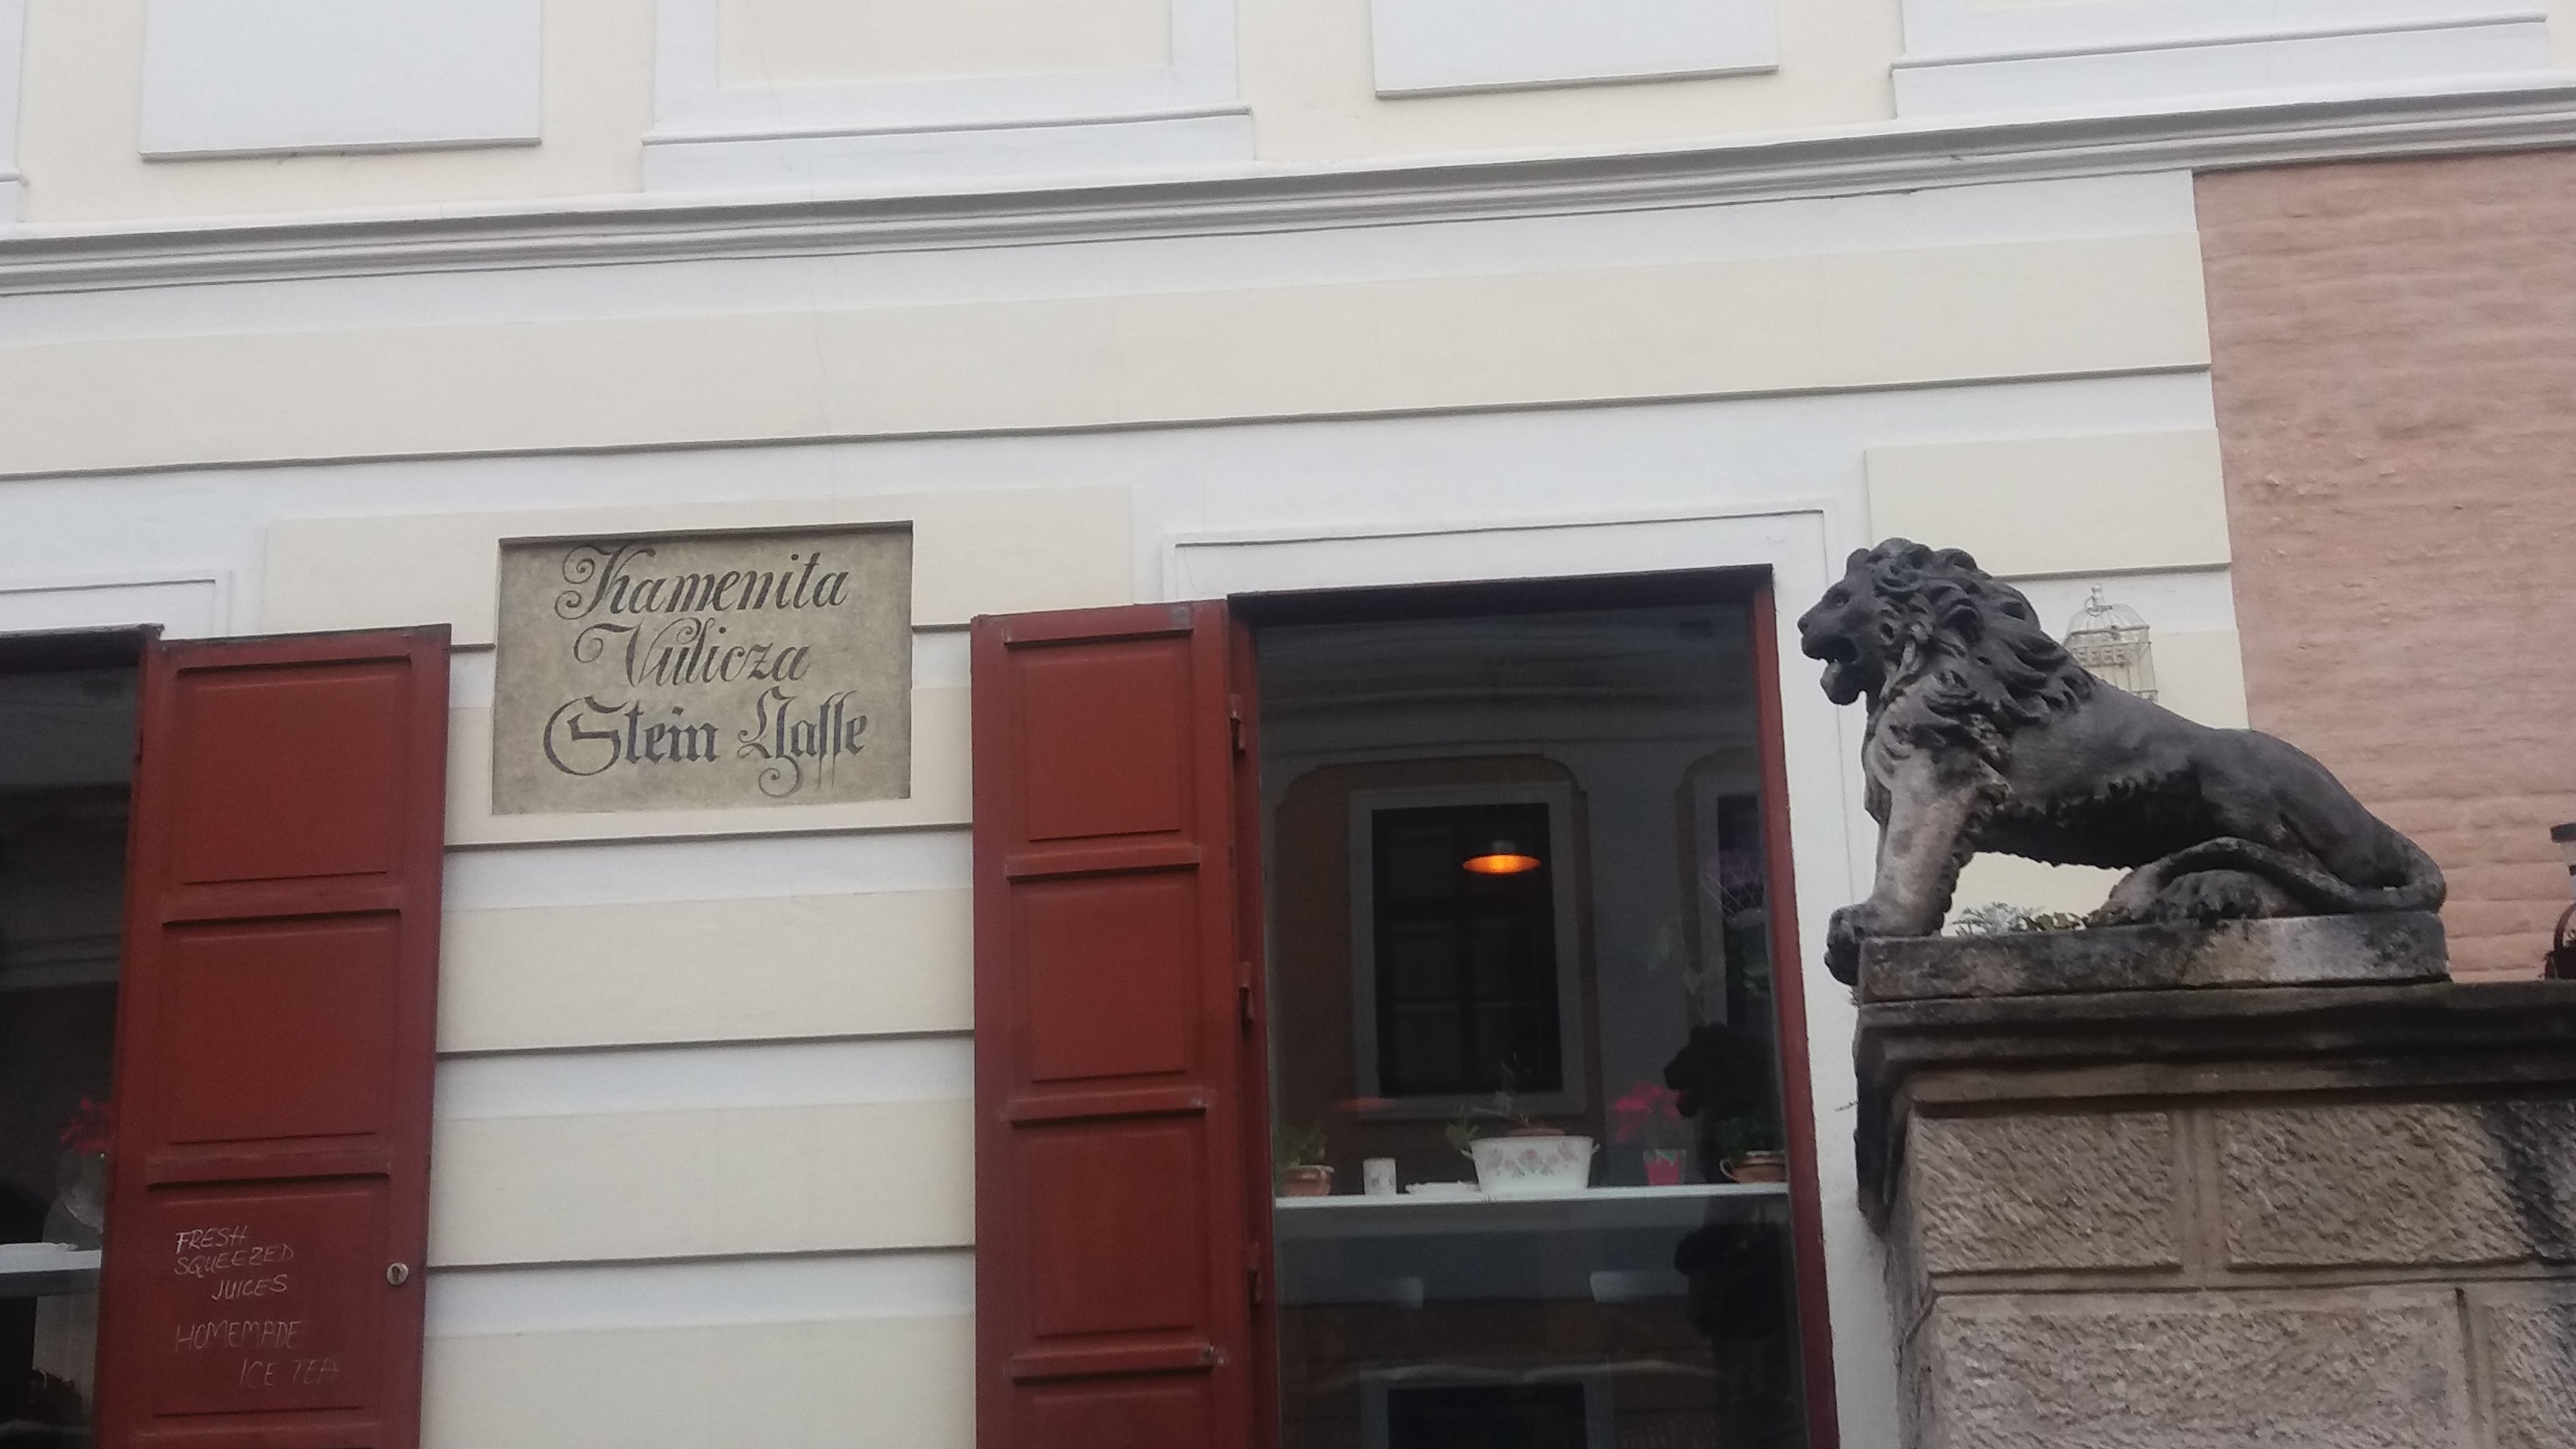 Kamenita
Vulicza
Stein Gasse
FRESH
SQUEEZED
JUICES
HOMEMADE
ICE TEA